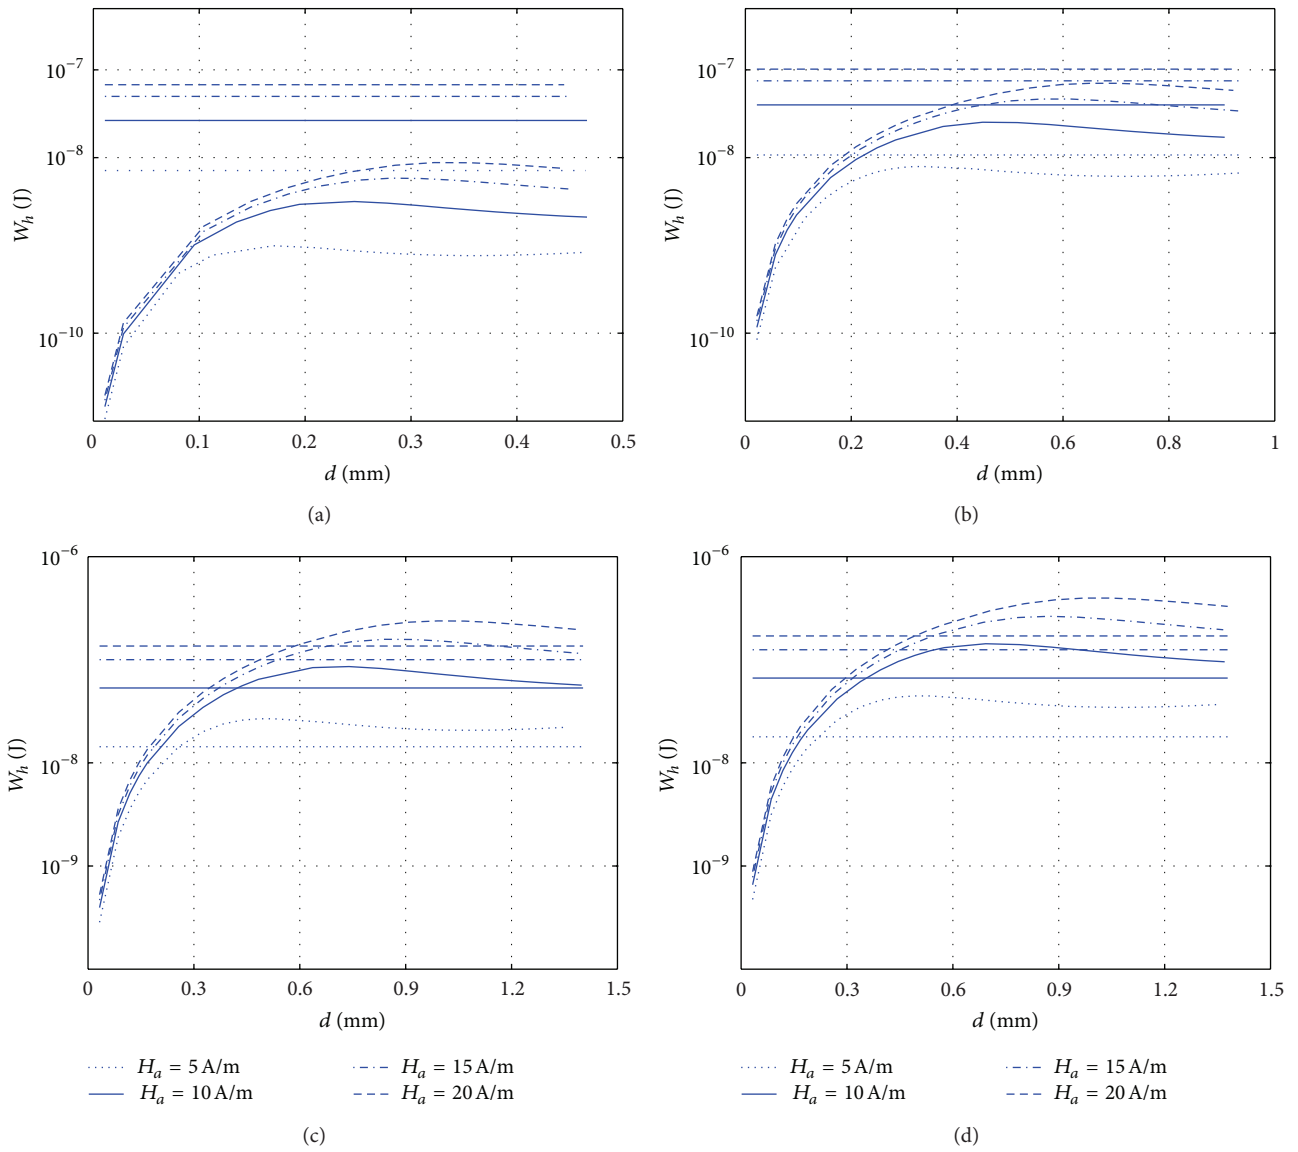 10⁻⁷
10⁻⁸
10⁻¹⁰
W_h (J)
0 0.1 0.2 0.3 0.4 0.5
d (mm)
(a)
10⁻⁷
10⁻⁸
10⁻¹⁰
W_h (J)
0 0.2 0.4 0.6 0.8 1
d (mm)
(b)
10⁻⁶
10⁻⁸
10⁻⁹
W_h (J)
0 0.3 0.6 0.9 1.2 1.5
d (mm)
H_a = 5 A/m H_a = 15 A/m
H_a = 10 A/m H_a = 20 A/m
(c)
10⁻⁶
10⁻⁸
10⁻⁹
W_h (J)
0 0.3 0.6 0.9 1.2 1.5
d (mm)
H_a = 5 A/m H_a = 15 A/m
H_a = 10 A/m H_a = 20 A/m
(d)